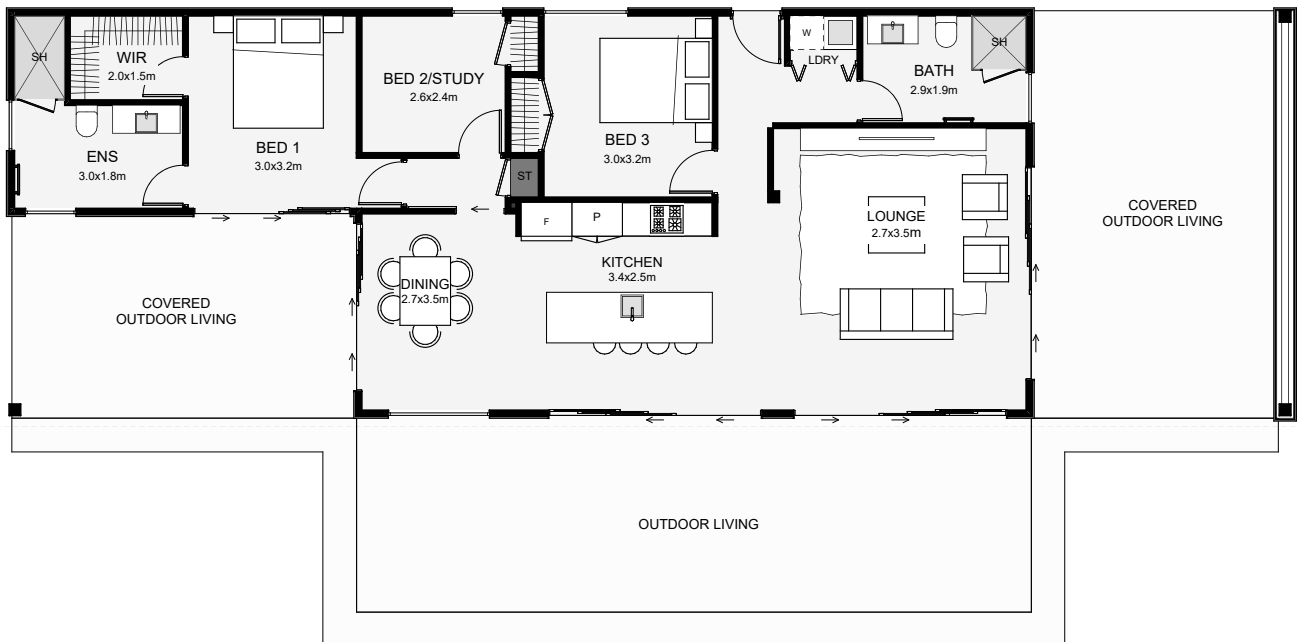 SH
WIR
2.0x1.5m
ENS
3.0x1.8m
BED 1
3.0x3.2m
BED 2/STUDY
2.6x2.4m
ST
BED 3
3.0x3.2m
W
LDRY
BATH
2.9x1.9m
SH
F
P
KITCHEN
3.4x2.5m
DINING
2.7x3.5m
LOUNGE
2.7x3.5m
COVERED
OUTDOOR LIVING
COVERED
OUTDOOR LIVING
OUTDOOR LIVING